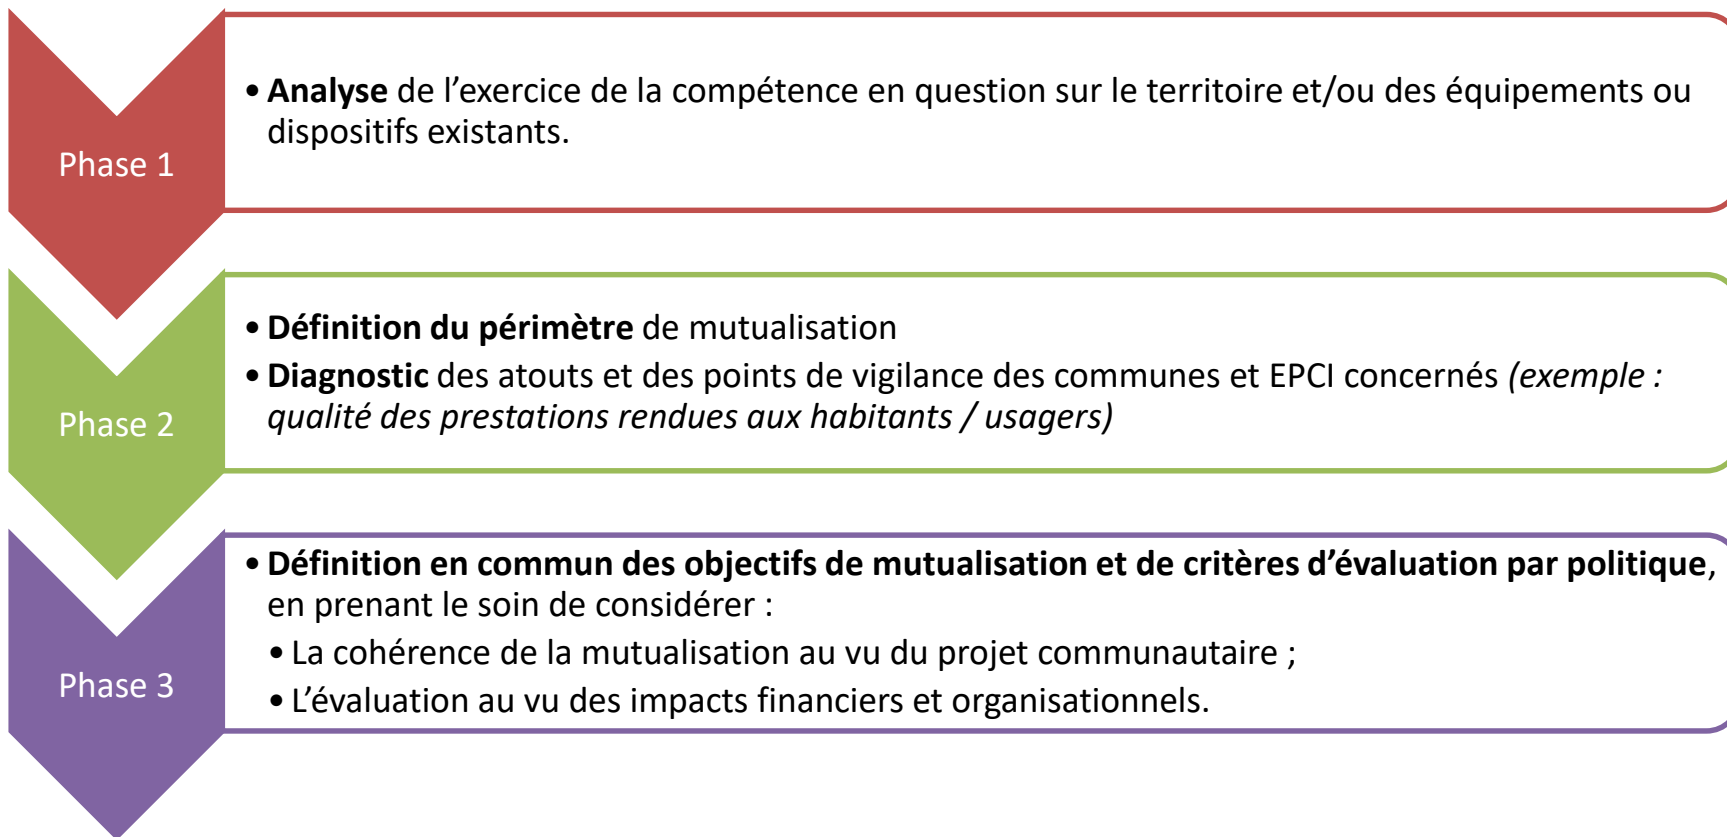 Phase 1
• Analyse de l’exercice de la compétence en question sur le territoire et/ou des équipements ou
dispositifs existants.
Phase 2
• Définition du périmètre de mutualisation
• Diagnostic des atouts et des points de vigilance des communes et EPCI concernés (exemple :
qualité des prestations rendues aux habitants / usagers)
Phase 3
• Définition en commun des objectifs de mutualisation et de critères d’évaluation par politique,
en prenant le soin de considérer :
• La cohérence de la mutualisation au vu du projet communautaire ;
• L’évaluation au vu des impacts financiers et organisationnels.